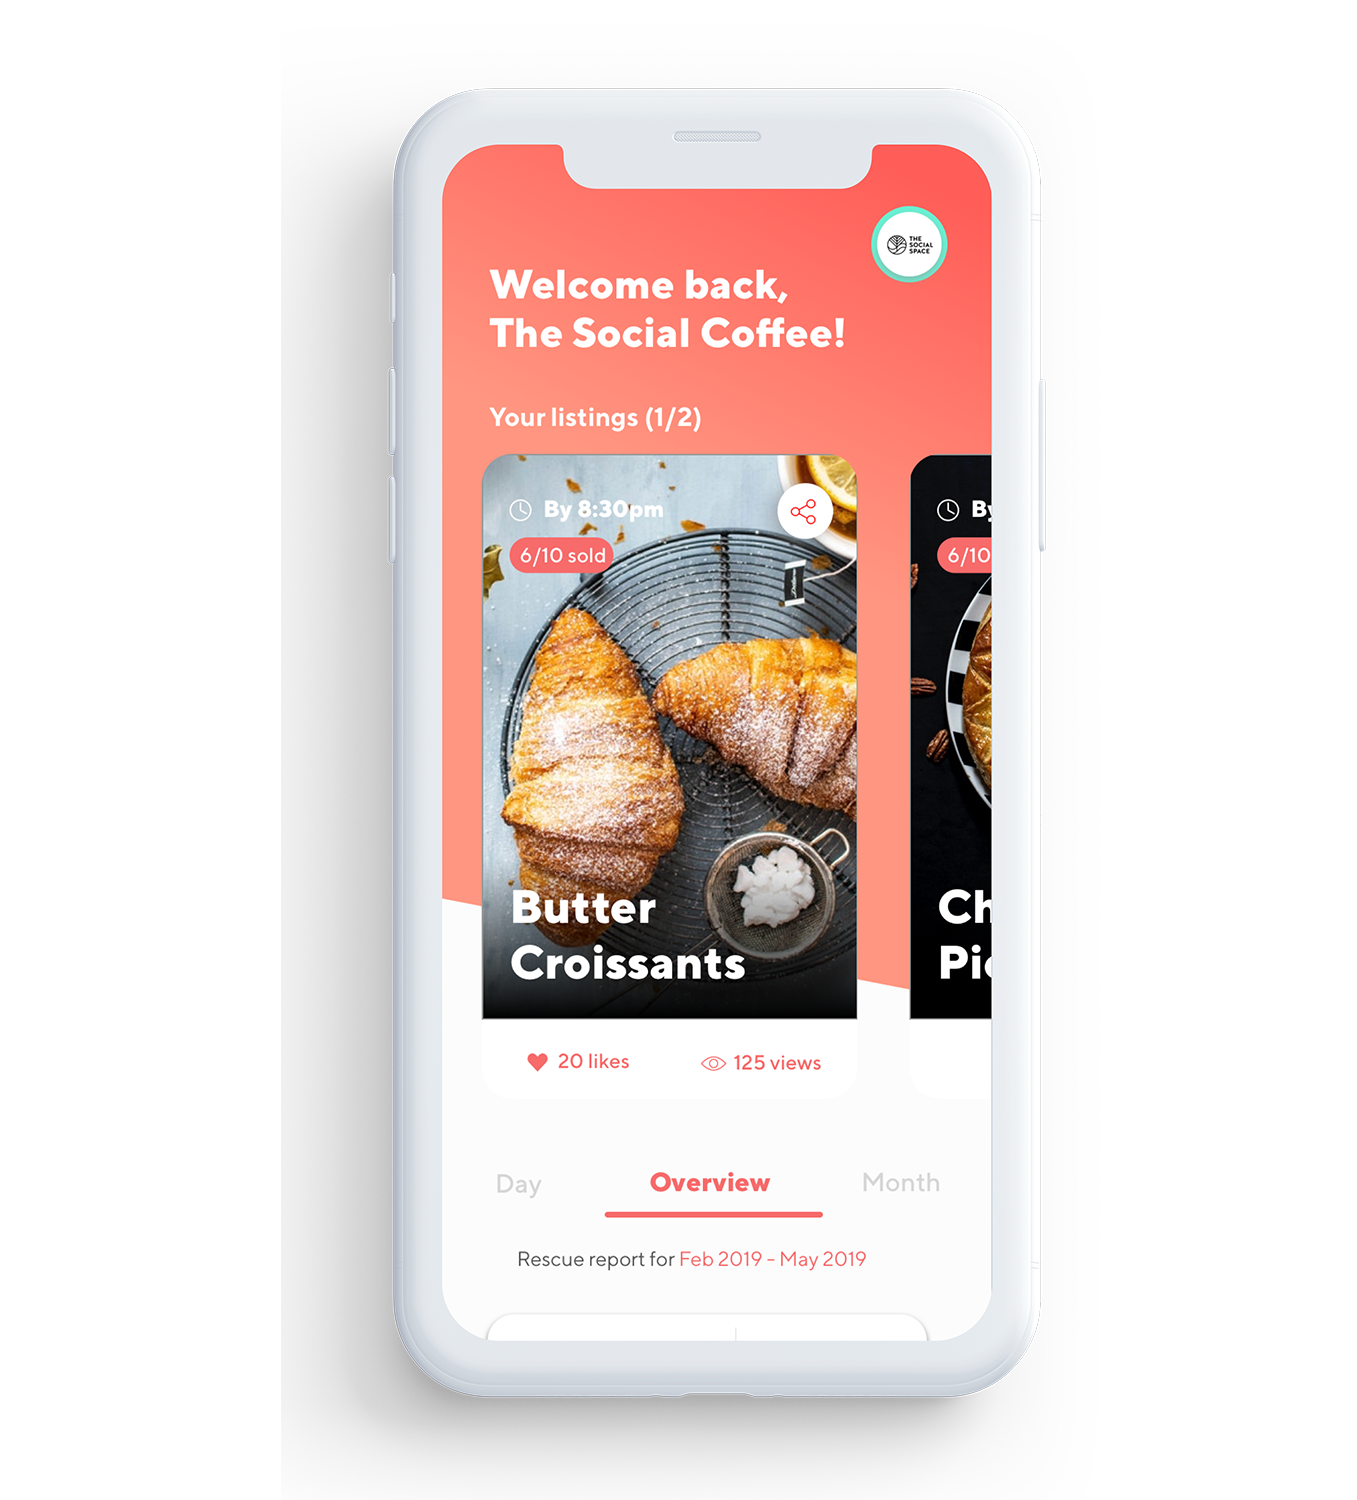 THE
SOCIAL
SPACE
Welcome back,
The Social Coffee!
Your listings (1/2)
By 8:30pm
6/10 sold
By
6/10
Butter
Croissants
Ch
Pi
20 likes
125 views
Day
Overview
Month
Rescue report for Feb 2019 - May 2019